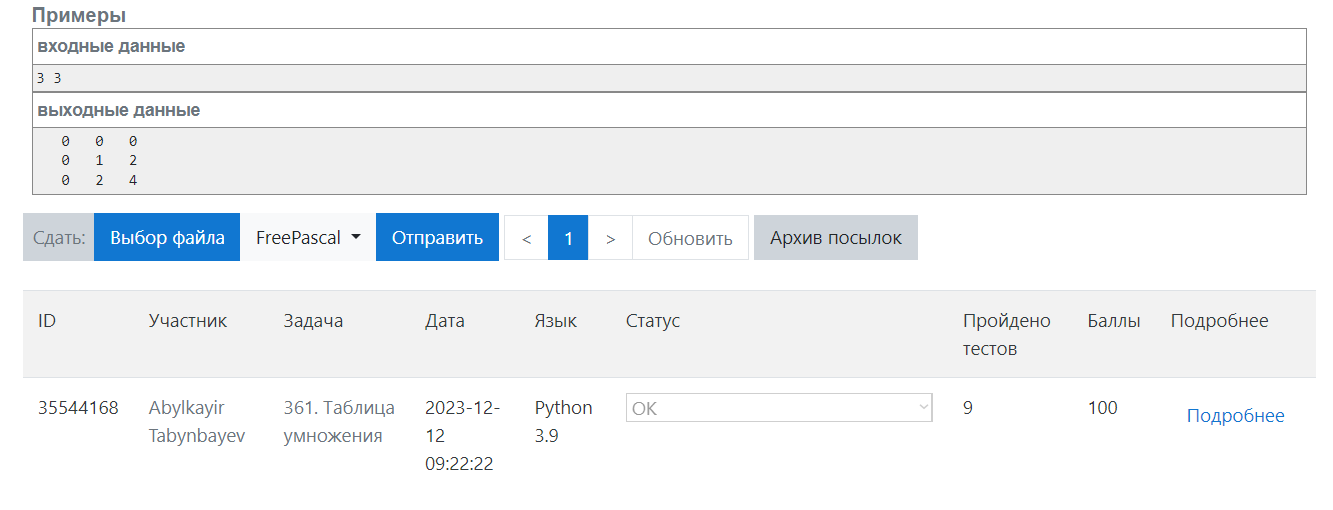 Примеры
входные данные
3 3
выходные данные
0 0 0
0 1 2
0 2 4
Сдать: Выбор файла FreePascal Отправить < 1 > Обновить Архив посылок
ID Участник Задача Дата Язык Статус Пройдено тестов Баллы Подробнее
35544168 Abylkayir Tabynbayev 361. Таблица умножения 2023-12-12 09:22:22 Python 3.9 OK 9 100 Подробнее